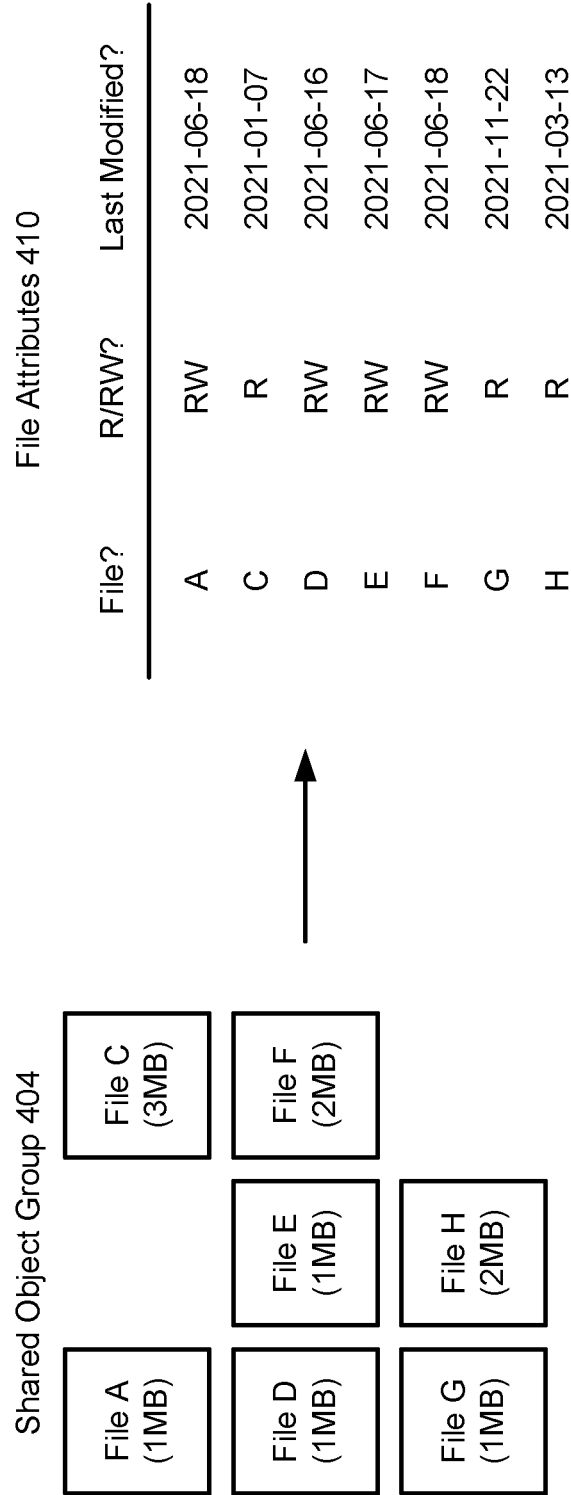 Shared Object Group 404
File A
(1MB)
File C
(3MB)
File D
(1MB)
File E
(1MB)
File F
(2MB)
File G
(1MB)
File H
(2MB)
File Attributes 410
File? R/RW? Last Modified?
A RW 2021-06-18
C R 2021-01-07
D RW 2021-06-16
E RW 2021-06-17
F RW 2021-06-18
G R 2021-11-22
H R 2021-03-13